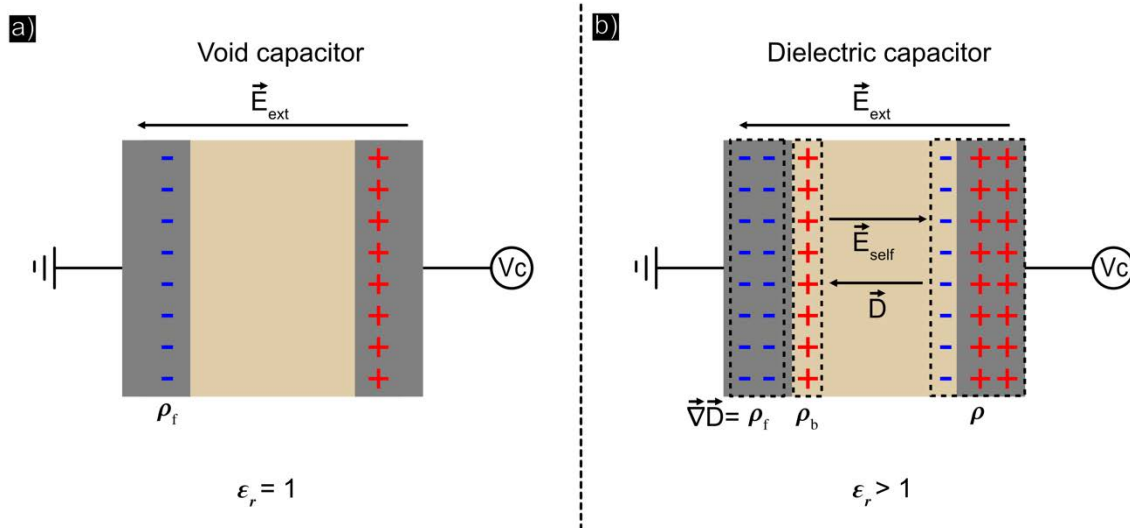 a)
Void capacitor
E⃗ext
Vc
ρf
εr = 1
b)
Dielectric capacitor
E⃗ext
E⃗self
D⃗
Vc
∇⃗D⃗= ρf ρb ρ
εr > 1